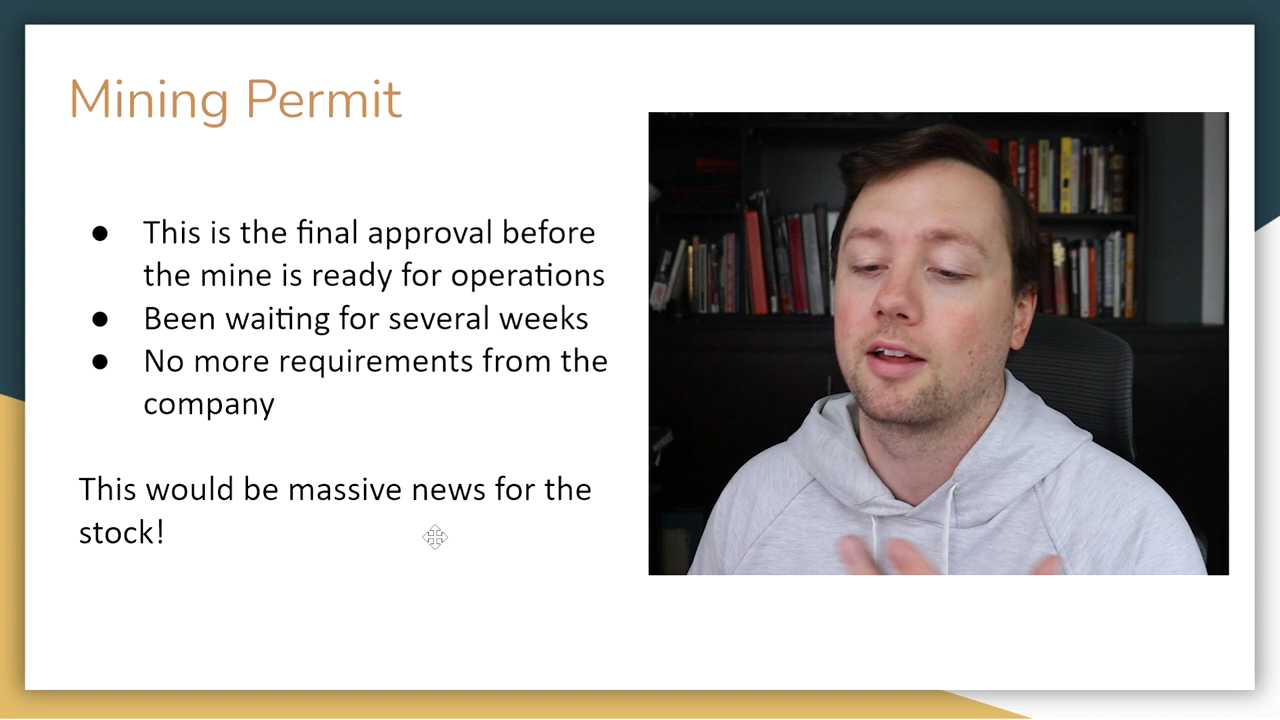 Mining Permit
● This is the final approval before
the mine is ready for operations
● Been waiting for several weeks
● No more requirements from the
company
This would be massive news for the
stock!